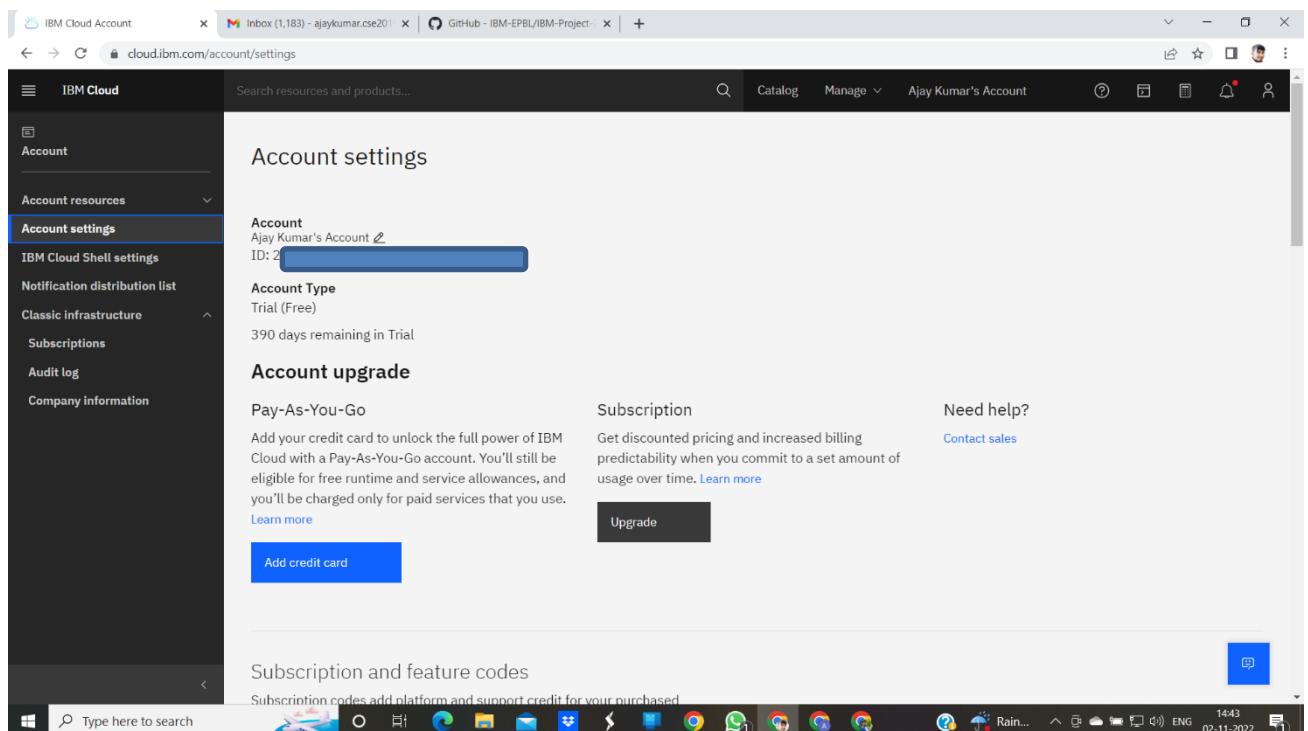 IBM Cloud Account
Inbox (1,183) - ajaykumar.cse201
GitHub - IBM-EPBL/IBM-Project-2
cloud.ibm.com/account/settings
IBM Cloud
Search resources and products...
Catalog
Manage
Ajay Kumar's Account
Account
Account resources
Account settings
IBM Cloud Shell settings
Notification distribution list
Classic infrastructure
Subscriptions
Audit log
Company information
Account settings
Account
Ajay Kumar's Account
ID: 2
Account Type
Trial (Free)
390 days remaining in Trial
Account upgrade
Pay-As-You-Go
Add your credit card to unlock the full power of IBM
Cloud with a Pay-As-You-Go account. You'll still be
eligible for free runtime and service allowances, and
you'll be charged only for paid services that you use.
Learn more
Add credit card
Subscription
Get discounted pricing and increased billing
predictability when you commit to a set amount of
usage over time. Learn more
Upgrade
Need help?
Contact sales
Subscription and feature codes
Subscription codes add platform and support credit for your purchased
Type here to search
Rain...
ENG
14:43
02-11-2022